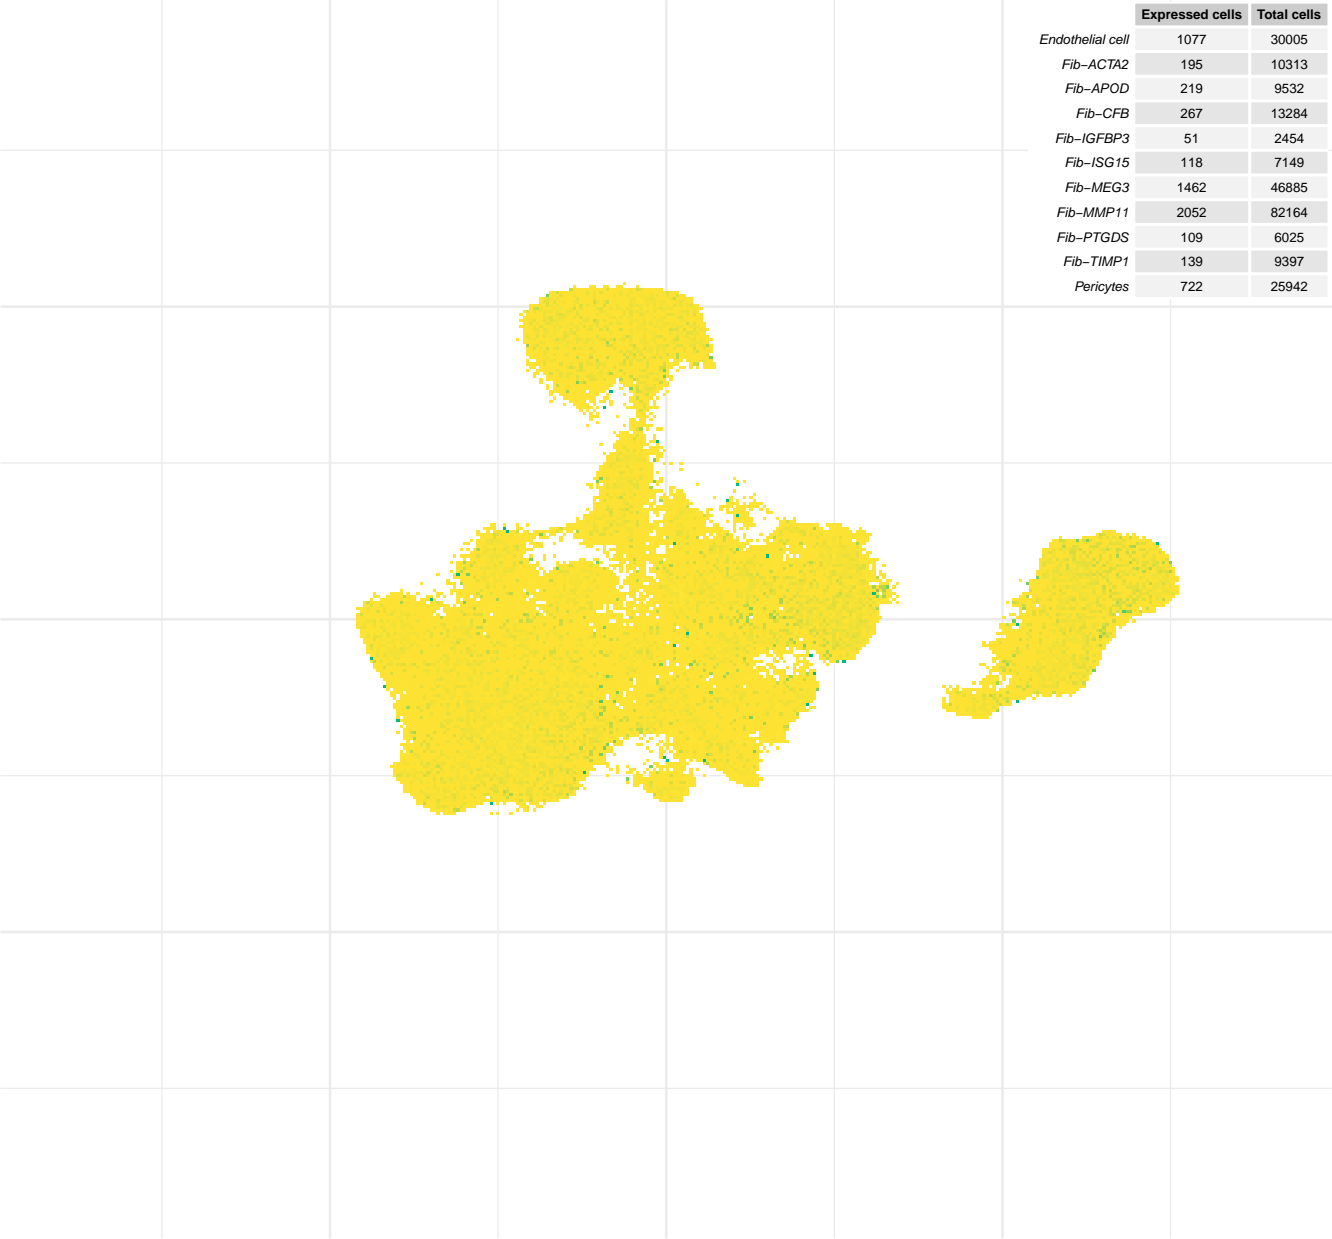 Expressed cells Total cells
Endothelial cell 1077 30005
Fib−ACTA2 195 10313
Fib−APOD 219 9532
Fib−CFB 267 13284
Fib−IGFBP3 51 2454
Fib−ISG15 118 7149
Fib−MEG3 1462 46885
Fib−MMP11 2052 82164
Fib−PTGDS 109 6025
Fib−TIMP1 139 9397
Pericytes 722 25942